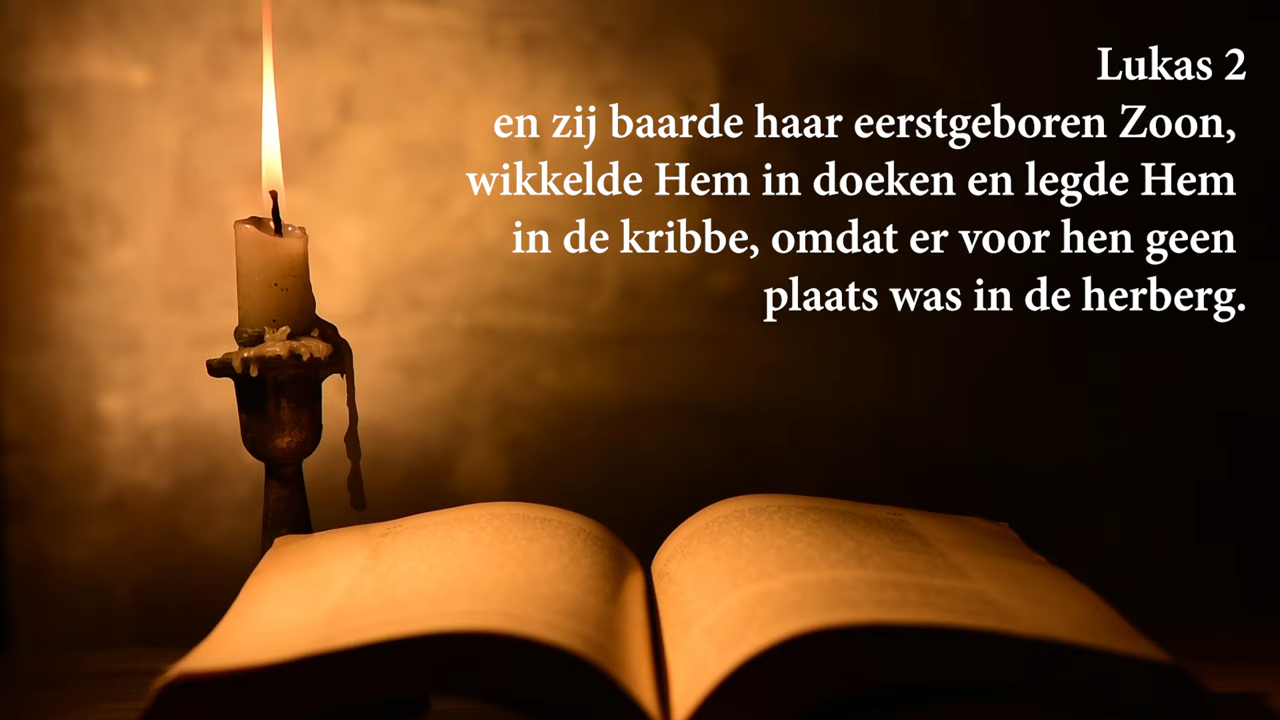 Lukas 2
en zij baarde haar eerstgeboren Zoon,
wikkelde Hem in doeken en legde Hem
in de kribbe, omdat er voor hen geen
plaats was in de herberg.